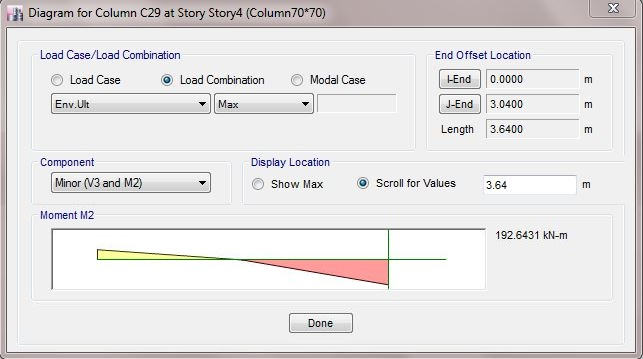 Diagram for Column C29 at Story Story4 (Column70*70)
Load Case/Load Combination
Load Case
Load Combination
Modal Case
Env.Ult
Max
End Offset Location
I-End
0.0000
m
J-End
3.0400
m
Length
3.6400
m
Component
Minor (V3 and M2)
Display Location
Show Max
Scroll for Values
3.64
m
Moment M2
192.6431 kN-m
Done